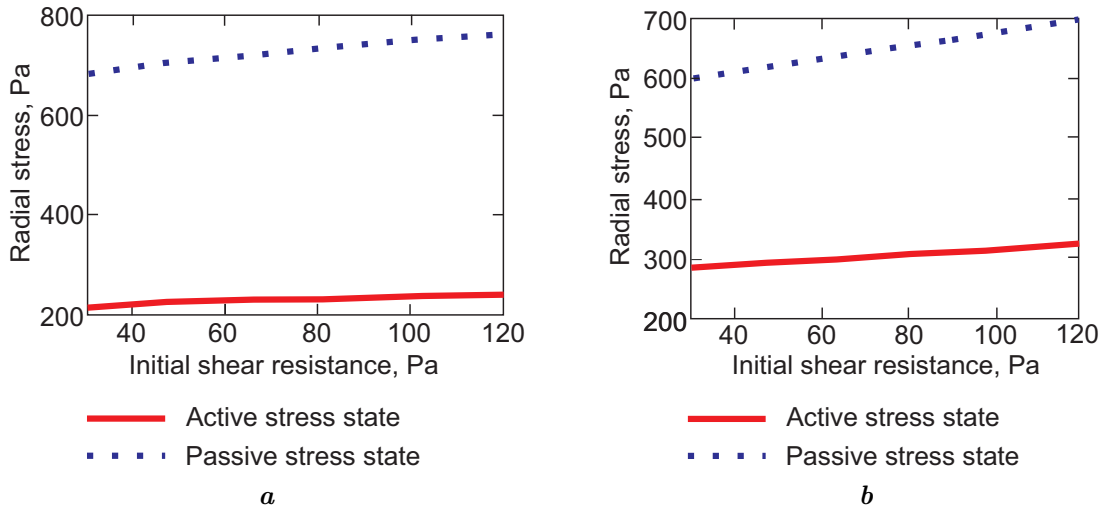 800
600
400
200
Radial stress, Pa
40 60 80 100 120
Initial shear resistance, Pa
Active stress state
Passive stress state
a
700
600
500
400
300
200
Radial stress, Pa
40 60 80 100 120
Initial shear resistance, Pa
Active stress state
Passive stress state
b